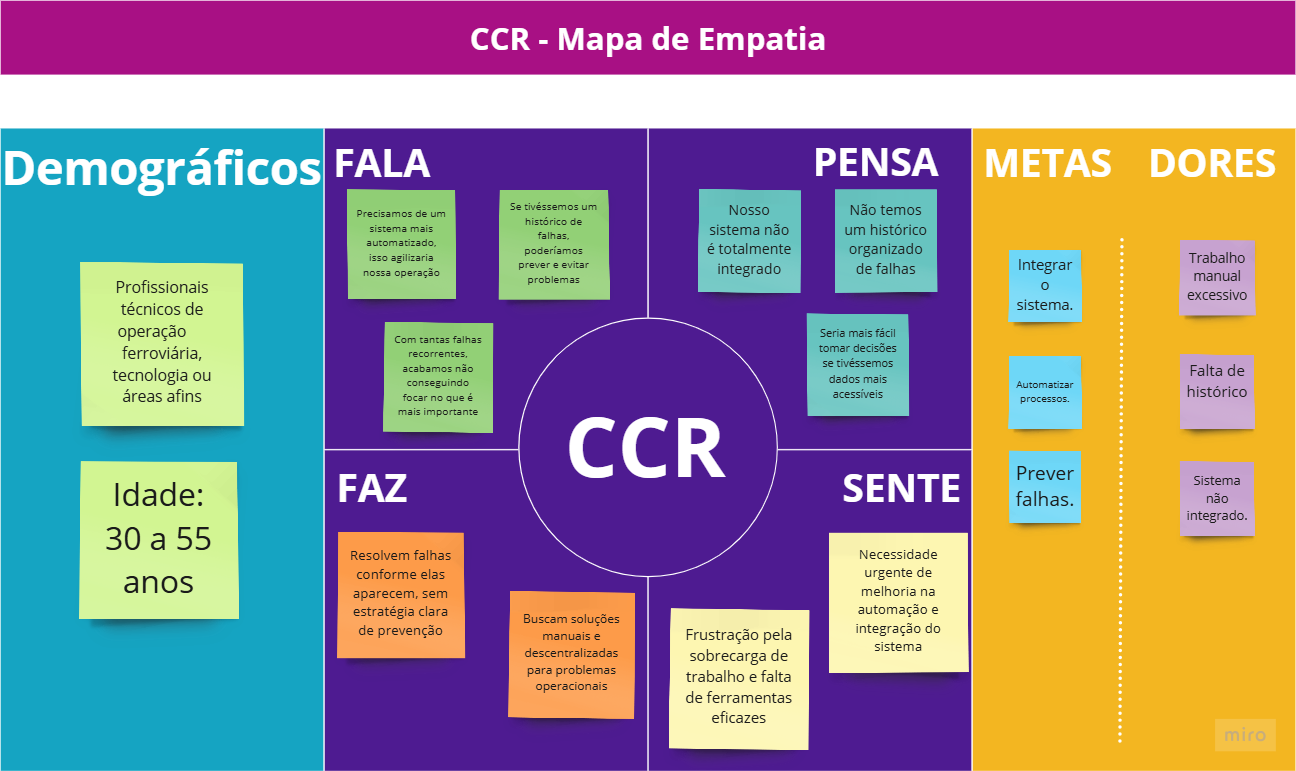 CCR - Mapa de Empatia
Demográficos
Profissionais
técnicos de
operação
ferroviária,
tecnologia ou
áreas afins
Idade:
30 a 55
anos
FALA
Precisamos de um
sistema mais
automatizado,
isso agilizaria
nossa operação
Se tivéssemos um
histórico de
falhas,
poderíamos
prever e evitar
problemas
Com tantas falhas
recorrentes,
acabamos não
conseguindo
focar no que é
mais importante
PENSA
Nosso
sistema não
é totalmente
integrado
Não temos
um histórico
organizado
de falhas
Seria mais fácil
tomar decisões
se tivéssemos
dados mais
acessíveis
CCR
FAZ
Resolvem falhas
conforme elas
aparecem, sem
estratégia clara
de prevenção
Buscam soluções
manuais e
descentralizadas
para problemas
operacionais
SENTE
Necessidade
urgente de
melhoria na
automação e
integração do
sistema
Frustração pela
sobrecarga de
trabalho e falta
de ferramentas
eficazes
METAS
Integrar
o
sistema.
Automatizar
processos.
Prever
falhas.
DORES
Trabalho
manual
excessivo
Falta de
histórico
Sistema
não
integrado.
miro